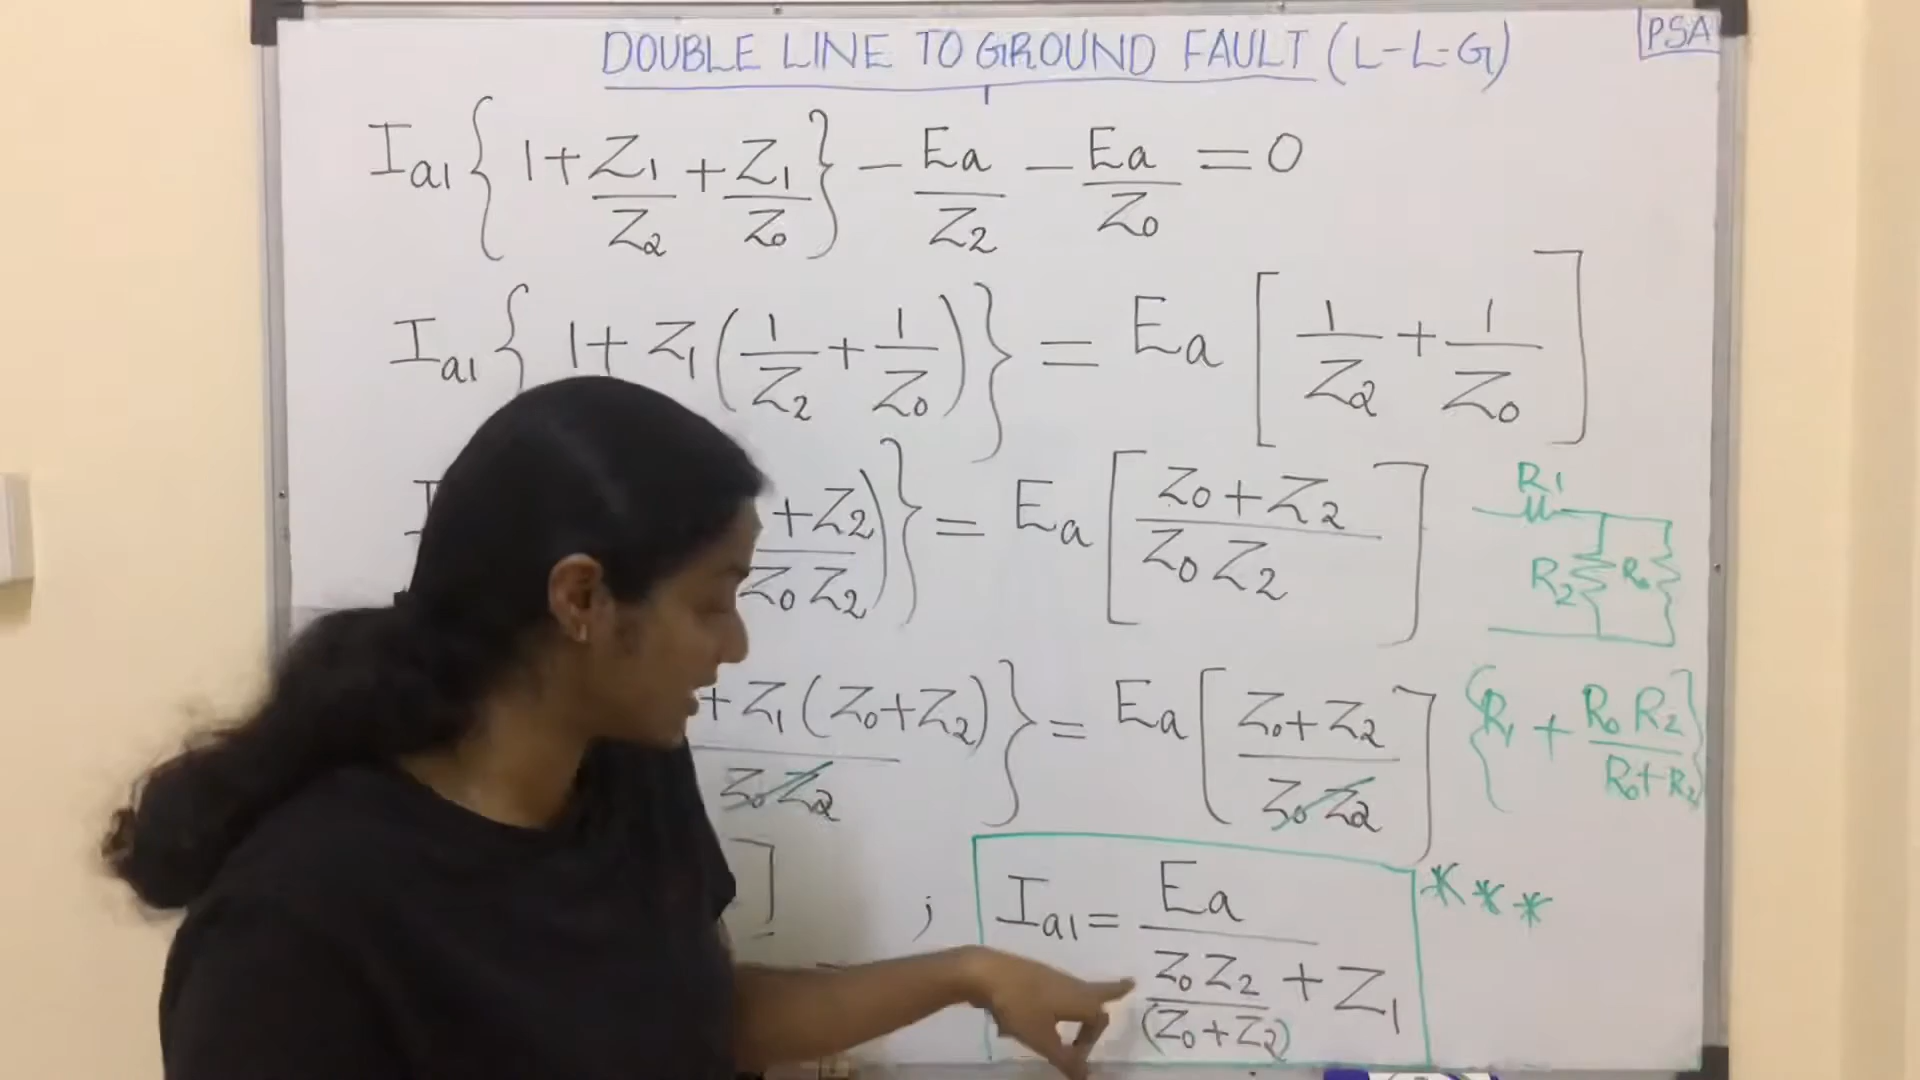 DOUBLE LINE TO GROUND FAULT (L-L-G)
PSA
Ia1 { 1 + Z1/Z2 + Z1/Z0 } - Ea/Z2 - Ea/Z0 = 0
Ia1 { 1 + Z1 ( 1/Z2 + 1/Z0 ) } = Ea [ 1/Z2 + 1/Z0 ]
+Z2 / Z0 Z2 ) } = Ea [ Z0+Z2 / Z0 Z2 ]
R1
R2 R0
+ Z1 (Z0+Z2) / Z0 Z2 } = Ea [ Z0+Z2 / Z0 Z2 ]
{ R1 + R0 R2 / R0+R2 }
] ; Ia1 = Ea / Z0 Z2 / (Z0+Z2) + Z1 ***